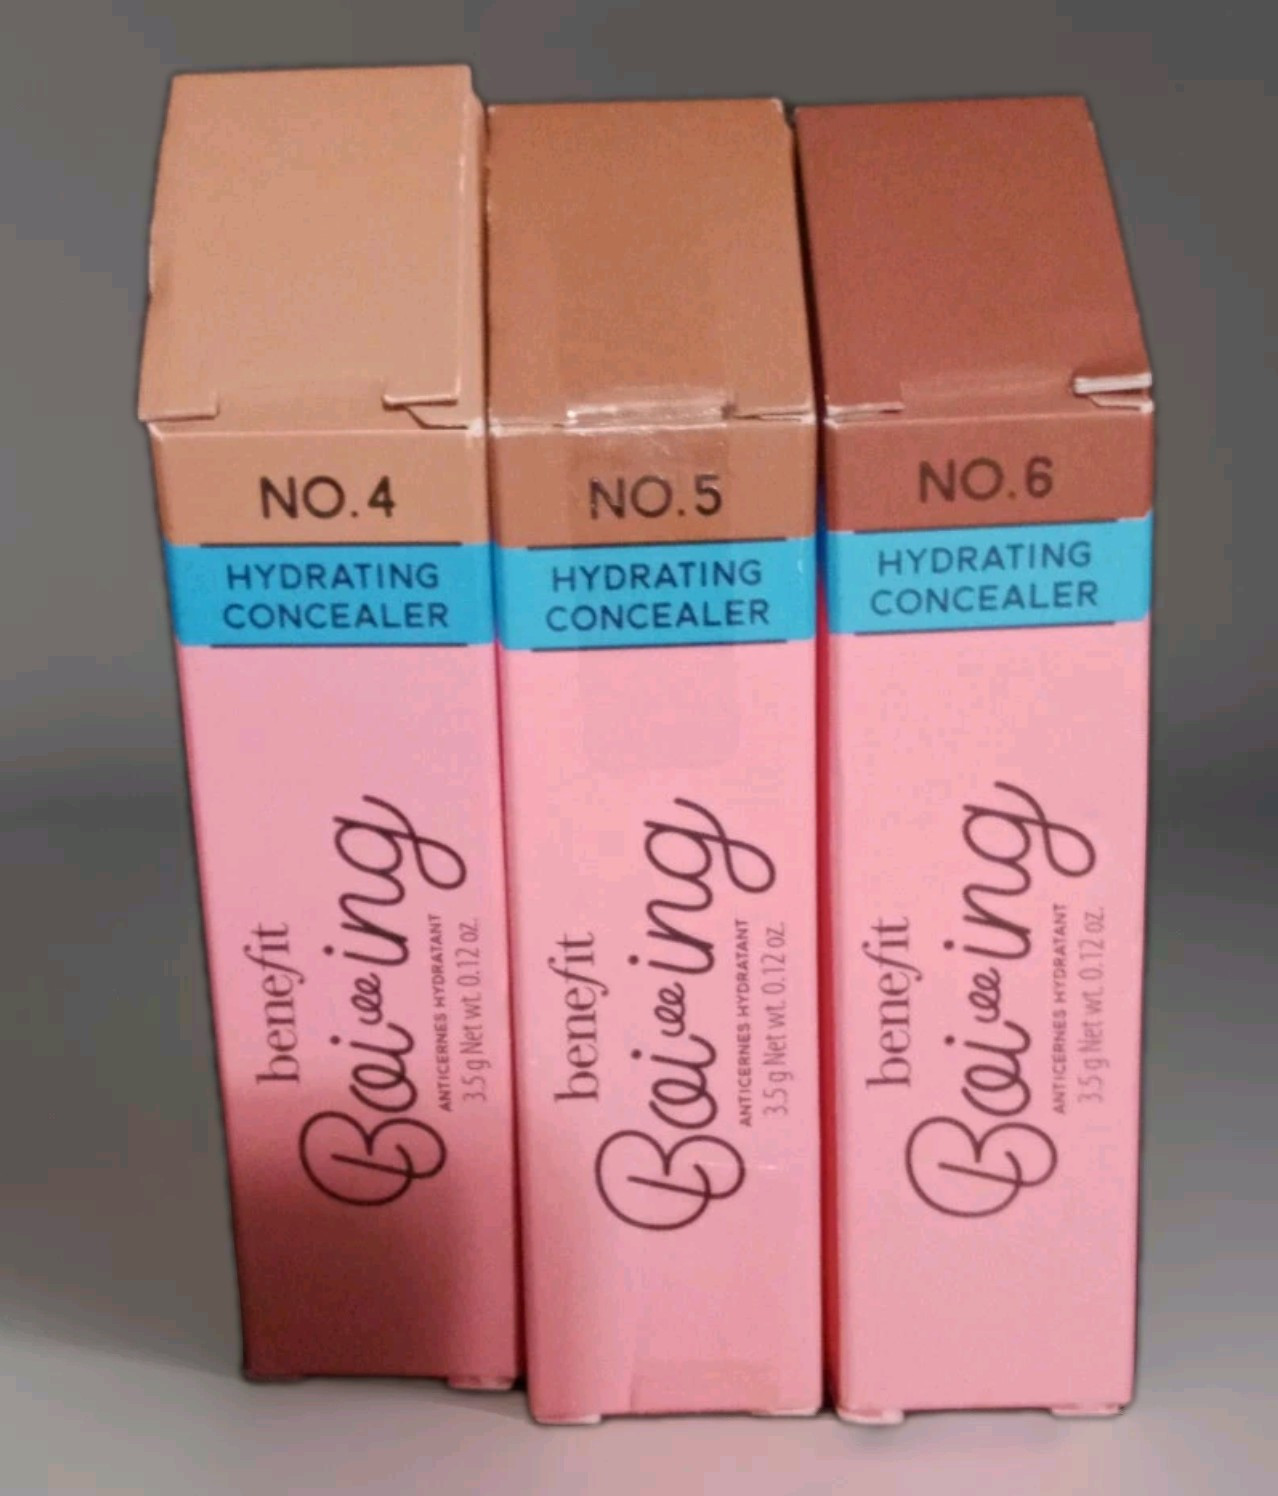 NO.4
HYDRATING
CONCEALER
benefit
Boi-ing
ANTICERNES HYDRATANT
3.5 g Net wt. 0.12 oz.
NO.5
HYDRATING
CONCEALER
benefit
Boi-ing
ANTICERNES HYDRATANT
3.5 g Net wt. 0.12 oz.
NO.6
HYDRATING
CONCEALER
benefit
Boi-ing
ANTICERNES HYDRATANT
3.5 g Net wt. 0.12 oz.